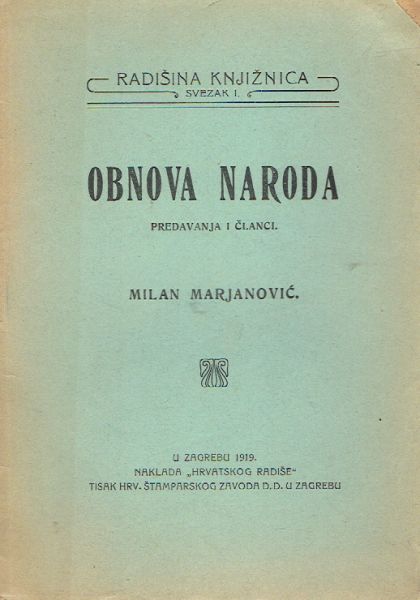 RADIŠINA KNJIŽNICA
SVEZAK I.
OBNOVA NARODA
PREDAVANJA I ČLANCI.
MILAN MARJANOVIĆ.
U ZAGREBU 1919.
NAKLADA „HRVATSKOG RADIŠE“
TISAK HRV. ŠTAMPARSKOG ZAVODA D. D. U ZAGREBU